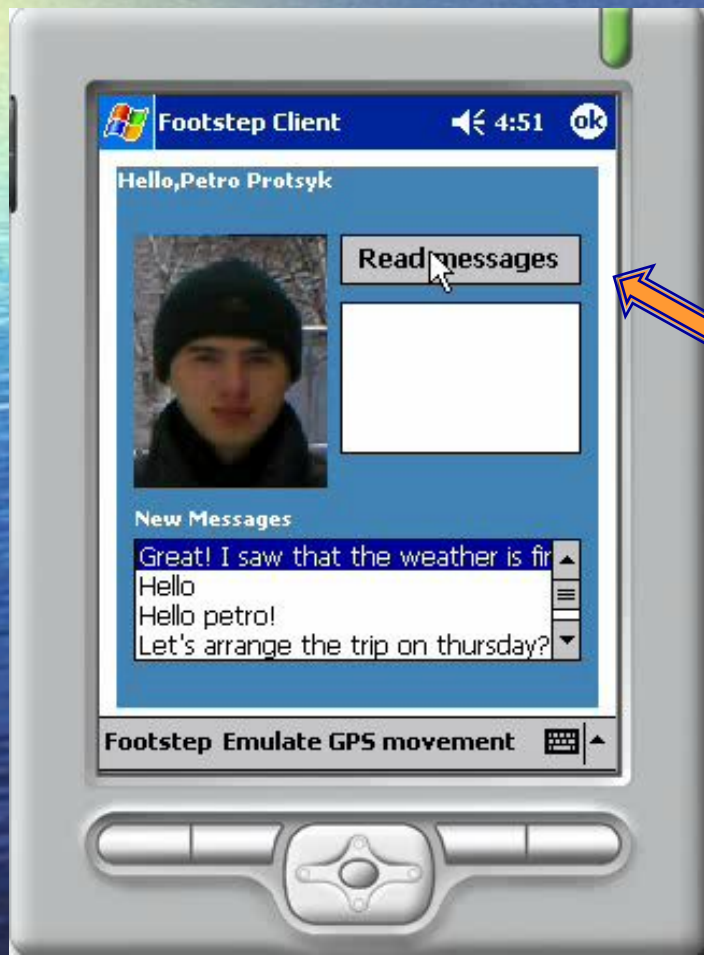 Footstep Client 4:51 ok
Hello,Petro Protsyk
Read messages
New Messages
Great! I saw that the weather is fir
Hello
Hello petro!
Let's arrange the trip on thursday?
Footstep Emulate GPS movement